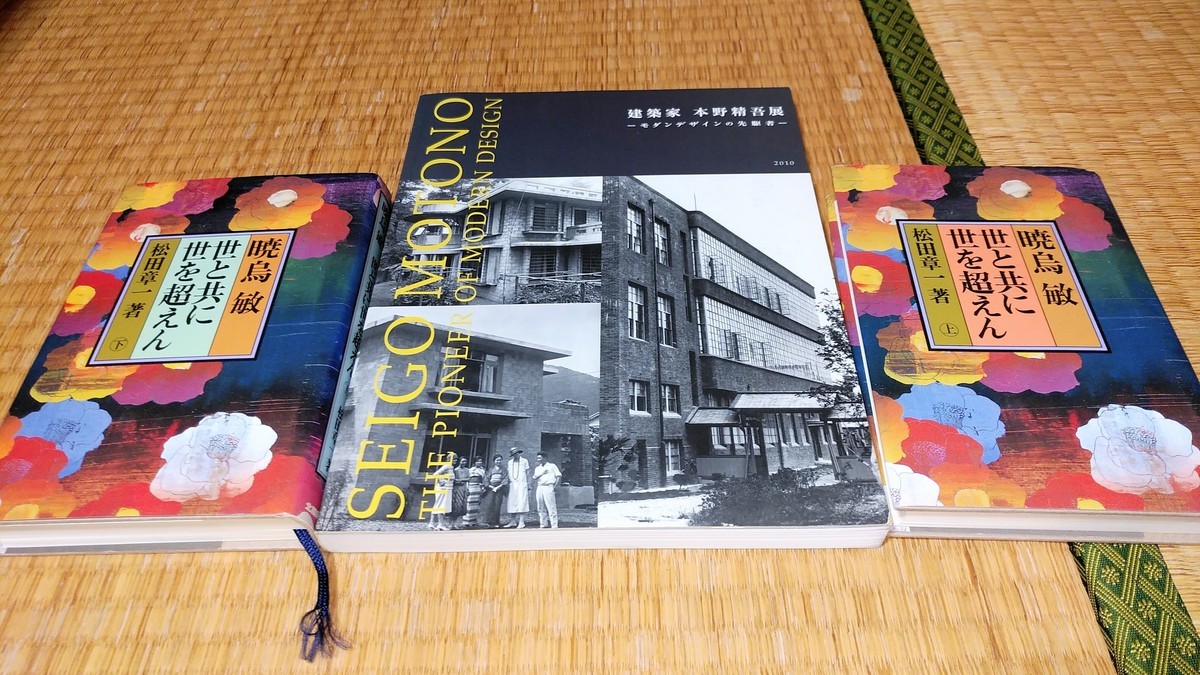 暁烏 敏
世と共に
世を超えん
松田章一 著
下
SEIGO MOTONO
THE PIONEER OF MODERN DESIGN
建築家 本野精吾展
ーモダンデザインの先駆者ー
2010
暁烏 敏
世と共に
世を超えん
松田章一 著
上